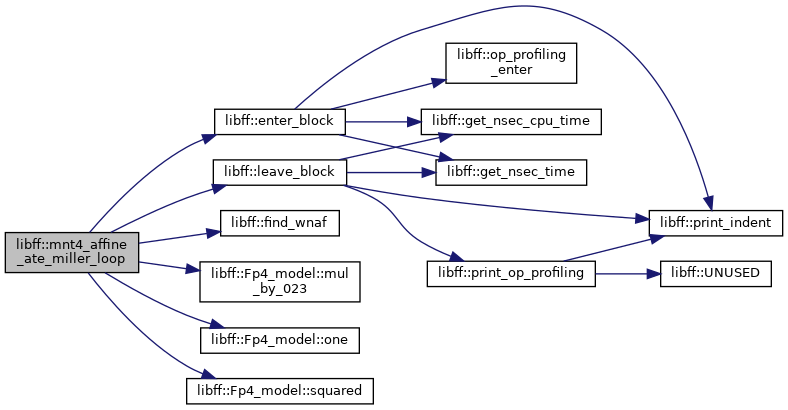 libff::mnt4_affine
_ate_miller_loop
libff::enter_block
libff::leave_block
libff::find_wnaf
libff::Fp4_model::mul
_by_023
libff::Fp4_model::one
libff::Fp4_model::squared
libff::op_profiling
_enter
libff::get_nsec_cpu_time
libff::get_nsec_time
libff::print_op_profiling
libff::print_indent
libff::UNUSED